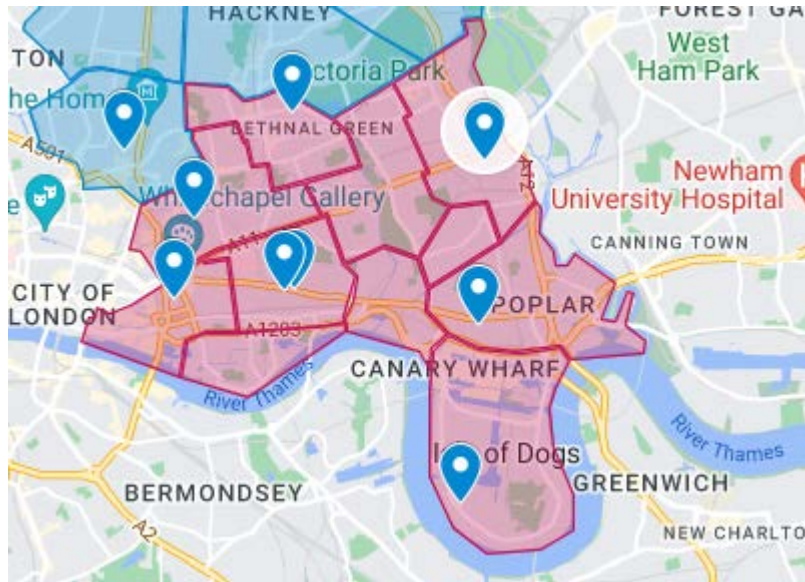 HACKNEY
FOREST GA
TON
ctoria Park
West
Ham Park
he Hom
BETHNAL GREEN
A501
A12
Wh chapel Gallery
Newham
University Hospital
A11
CANNING TOWN
CITY OF
LONDON
POPLAR
A1203
CANARY WHARF
River Thames
River Thames
I of Dogs
BERMONDSEY
GREENWICH
A2
NEW CHARLTO